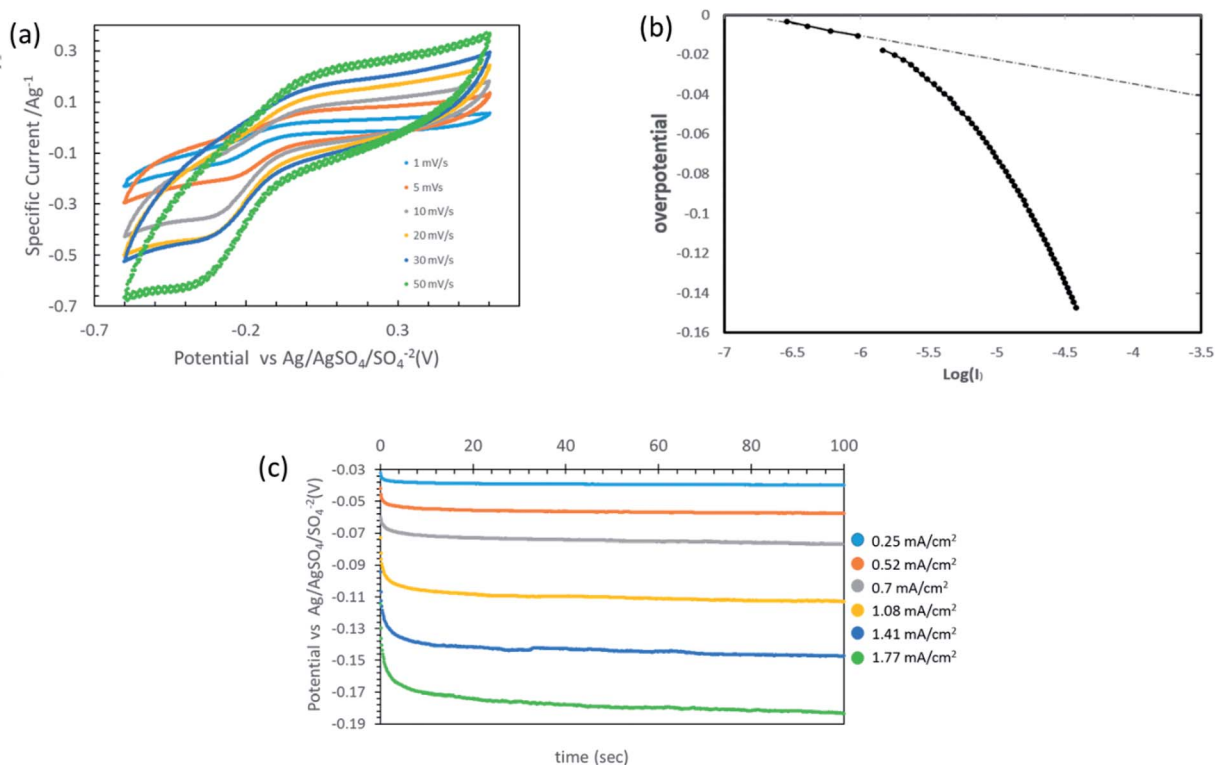 (a)
Specific Current /Ag⁻¹
0.3
0.1
-0.1
-0.3
-0.5
-0.7
-0.7
-0.2
0.3
1 mV/s
5 mVs
10 mV/s
20 mV/s
30 mV/s
50 mV/s
Potential vs Ag/AgSO₄/SO₄⁻²(V)
(b)
overpotential
0
-0.02
-0.04
-0.06
-0.08
-0.1
-0.12
-0.14
-0.16
-7
-6.5
-6
-5.5
-5
-4.5
-4
-3.5
Log(I)
(c)
0
20
40
60
80
100
Potential vs Ag/AgSO₄/SO₄⁻²(V)
-0.03
-0.05
-0.07
-0.09
-0.11
-0.13
-0.15
-0.17
-0.19
0.25 mA/cm²
0.52 mA/cm²
0.7 mA/cm²
1.08 mA/cm²
1.41 mA/cm²
1.77 mA/cm²
time (sec)